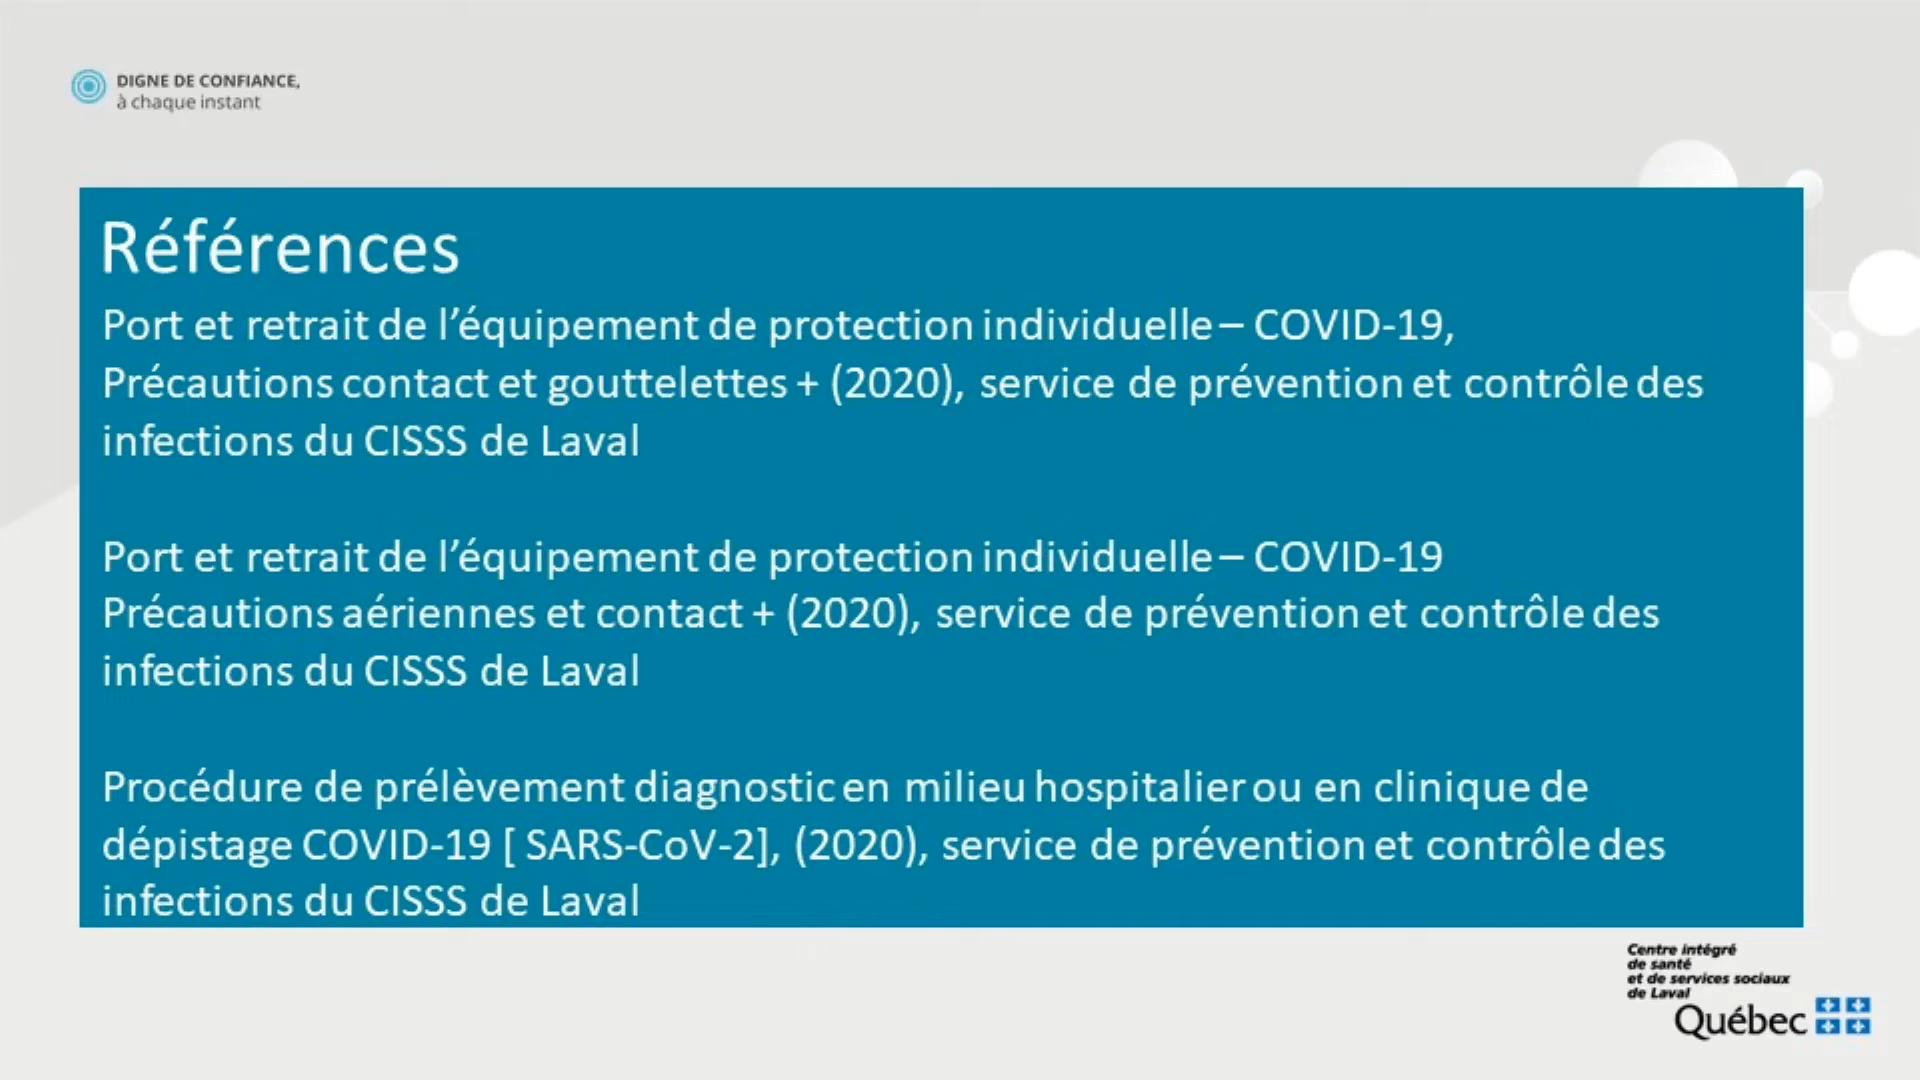 DIGNE DE CONFIANCE,
à chaque instant
Références
Port et retrait de l’équipement de protection individuelle – COVID-19,
Précautions contact et gouttelettes + (2020), service de prévention et contrôle des
infections du CISSS de Laval
Port et retrait de l’équipement de protection individuelle – COVID-19
Précautions aériennes et contact + (2020), service de prévention et contrôle des
infections du CISSS de Laval
Procédure de prélèvement diagnostic en milieu hospitalier ou en clinique de
dépistage COVID-19 [ SARS-CoV-2], (2020), service de prévention et contrôle des
infections du CISSS de Laval
Centre intégré
de santé
et de services sociaux
de Laval
Québec